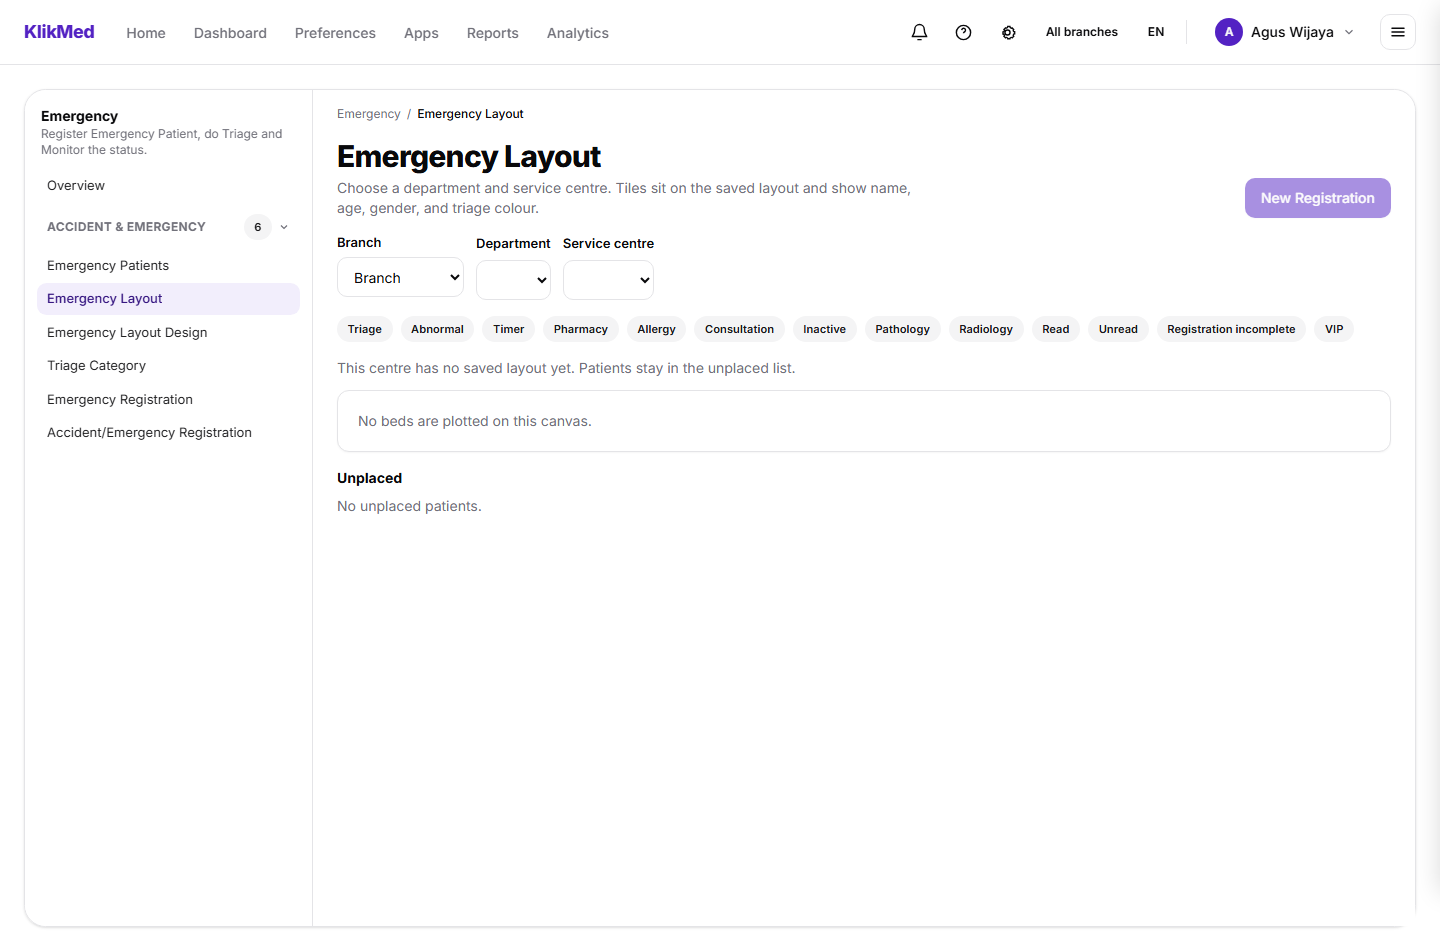 KlikMed
Home
Dashboard
Preferences
Apps
Reports
Analytics
All branches
EN
A
Agus Wijaya
Emergency
Register Emergency Patient, do Triage and
Monitor the status.
Overview
ACCIDENT & EMERGENCY
6
Emergency Patients
Emergency Layout
Emergency Layout Design
Triage Category
Emergency Registration
Accident/Emergency Registration
Emergency / Emergency Layout
Emergency Layout
Choose a department and service centre. Tiles sit on the saved layout and show name,
age, gender, and triage colour.
New Registration
Branch
Department
Service centre
Branch
Triage
Abnormal
Timer
Pharmacy
Allergy
Consultation
Inactive
Pathology
Radiology
Read
Unread
Registration incomplete
VIP
This centre has no saved layout yet. Patients stay in the unplaced list.
No beds are plotted on this canvas.
Unplaced
No unplaced patients.